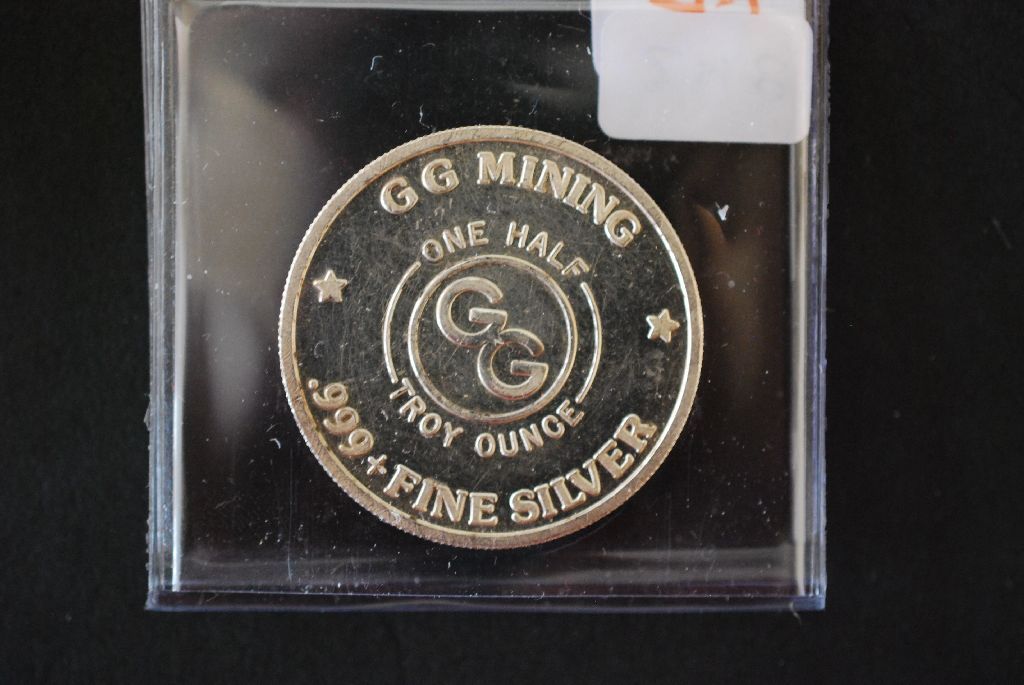 GG MINING
ONE HALF
GG
TROY OUNCE
.999+ FINE SILVER